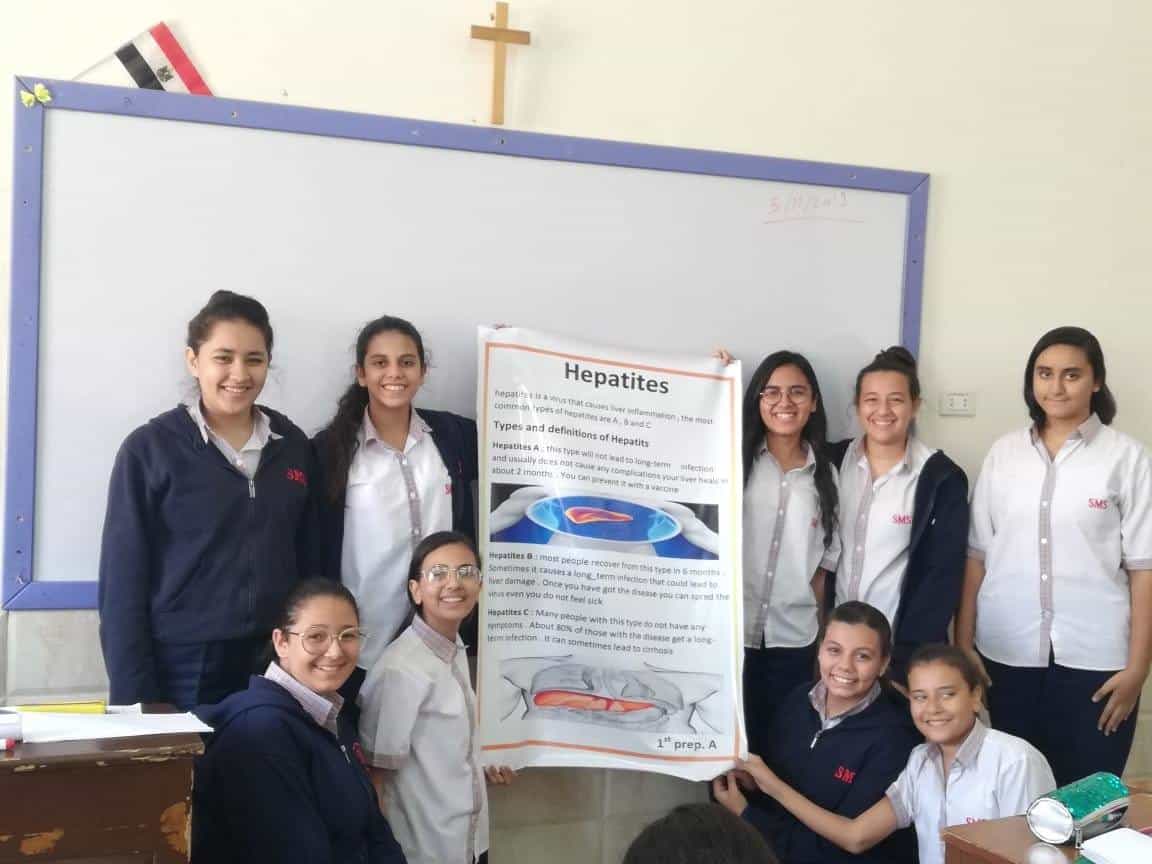 Hepatites
hepatites is a virus that causes liver inflammation , the most
common types of hepatites are A , B and C
Types and definitions of Hepatits
Hepatites A : this type will not lead to long-term infection
and usually does not cause any complications your liver heals in
about 2 months . You can prevent it with a vaccine
Hepatites B : most people recover from this type in 6 months .
Sometimes it causes a long_term infection that could lead to
liver damage . Once you have got the disease you can spred the
virus even you do not feel sick
Hepatites C : Many people with this type do not have any
symptoms . About 80% of those with the disease get a long-
term infection . It can sometimes lead to cirrhosis
1st prep. A
SMS
SMS
SMS
SM